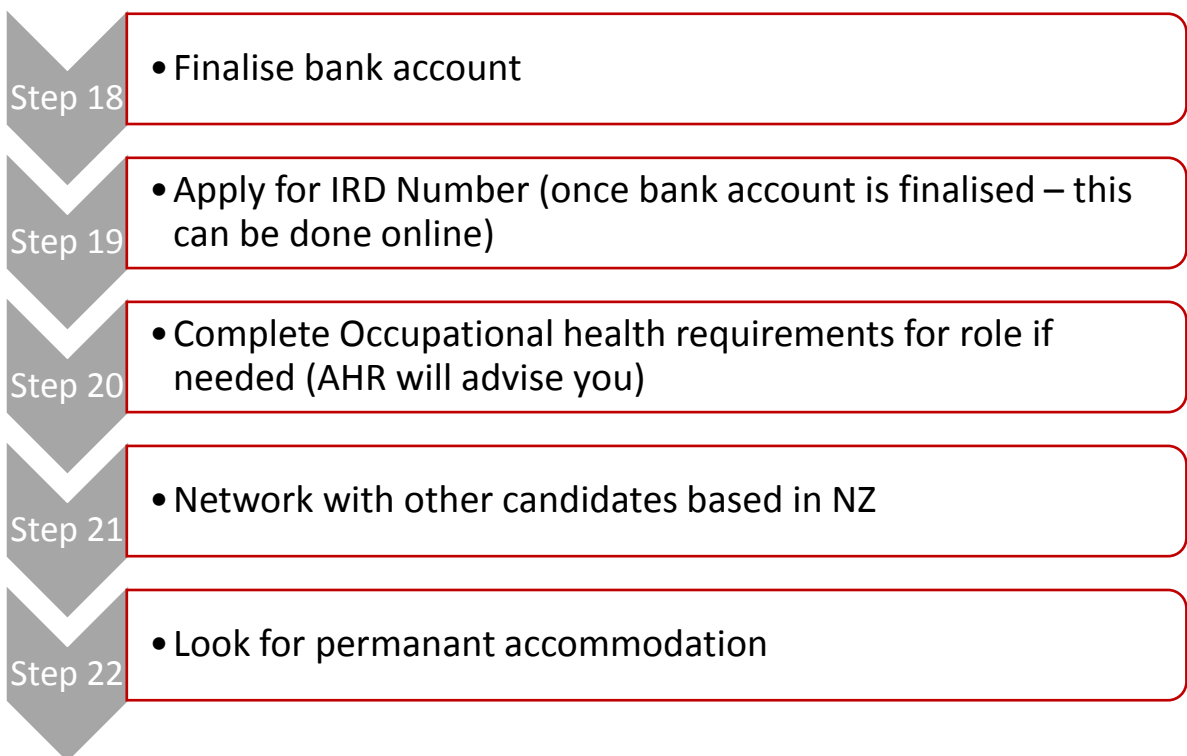 Step 18
• Finalise bank account
Step 19
• Apply for IRD Number (once bank account is finalised – this
can be done online)
Step 20
• Complete Occupational health requirements for role if
needed (AHR will advise you)
Step 21
• Network with other candidates based in NZ
Step 22
• Look for permanant accommodation